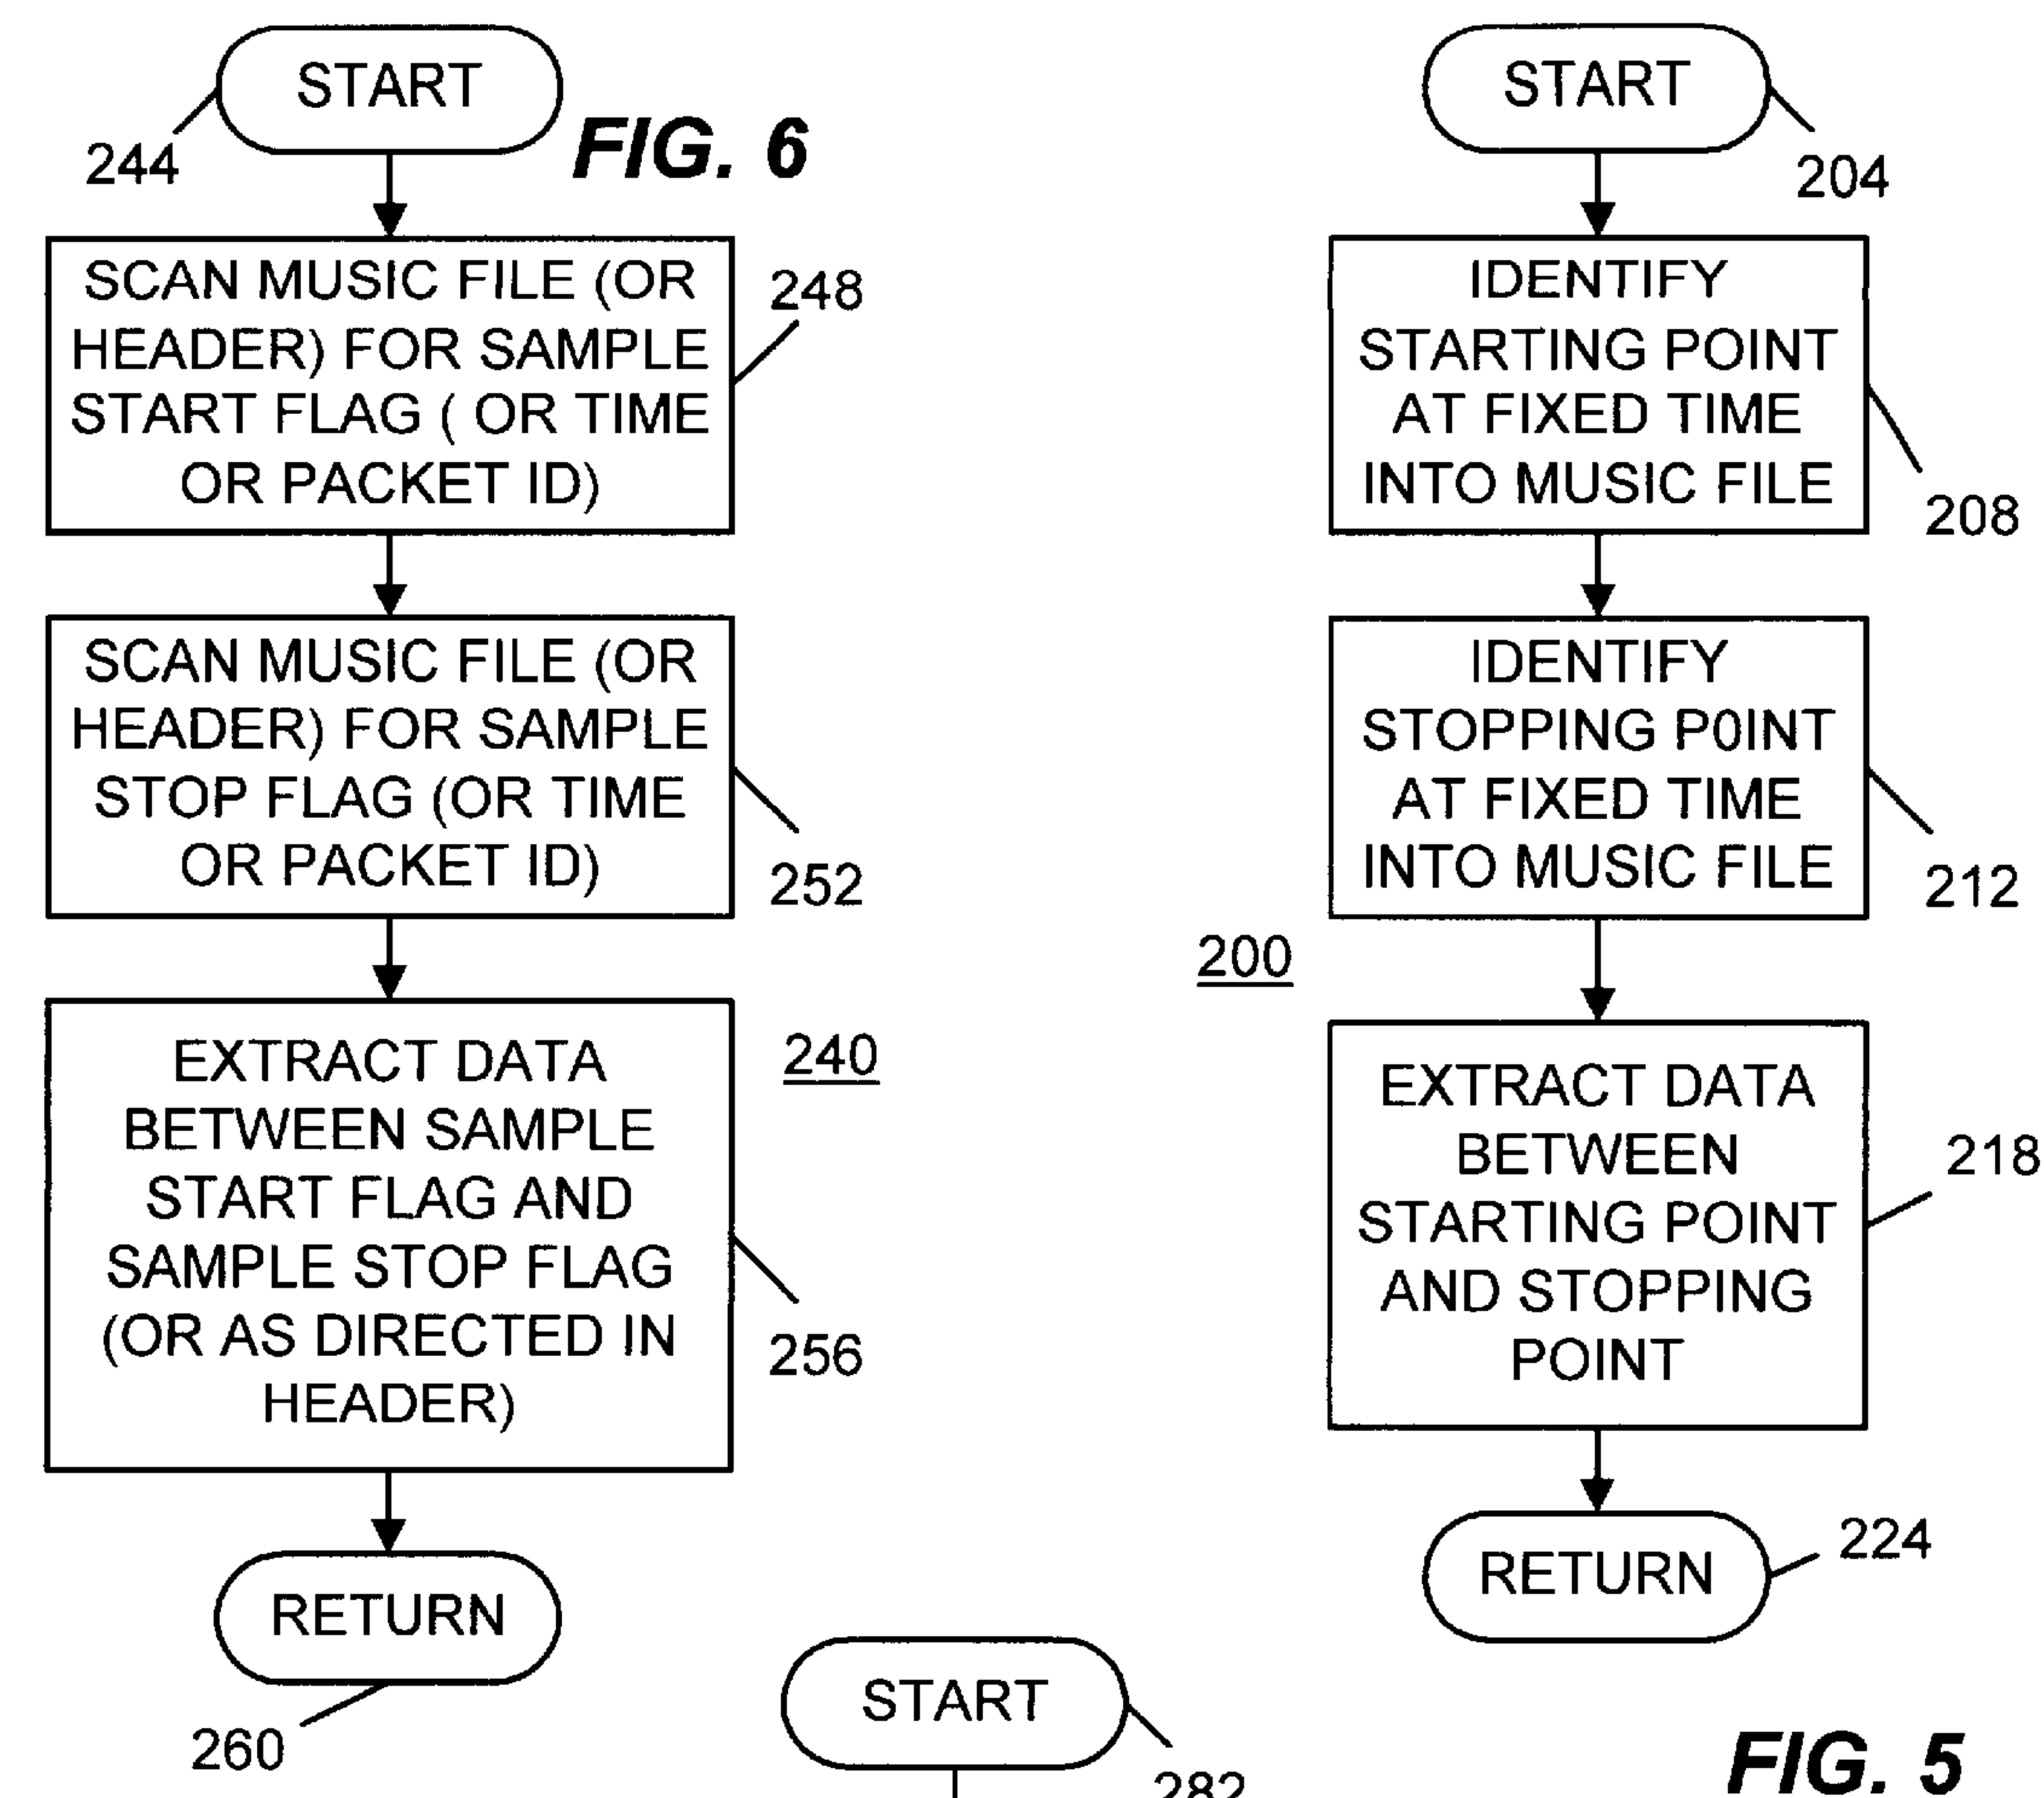 START
244
FIG. 6
SCAN MUSIC FILE (OR
HEADER) FOR SAMPLE
START FLAG ( OR TIME
OR PACKET ID)
248
SCAN MUSIC FILE (OR
HEADER) FOR SAMPLE
STOP FLAG (OR TIME
OR PACKET ID)
252
EXTRACT DATA
BETWEEN SAMPLE
START FLAG AND
SAMPLE STOP FLAG
(OR AS DIRECTED IN
HEADER)
240
256
RETURN
260
START
204
IDENTIFY
STARTING POINT
AT FIXED TIME
INTO MUSIC FILE
208
IDENTIFY
STOPPING P0INT
AT FIXED TIME
INTO MUSIC FILE
212
200
EXTRACT DATA
BETWEEN
STARTING POINT
AND STOPPING
POINT
218
RETURN
224
FIG. 5
START
282